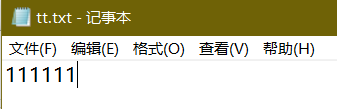 tt.txt - 记事本
文件(F) 编辑(E) 格式(O) 查看(V) 帮助(H)
111111